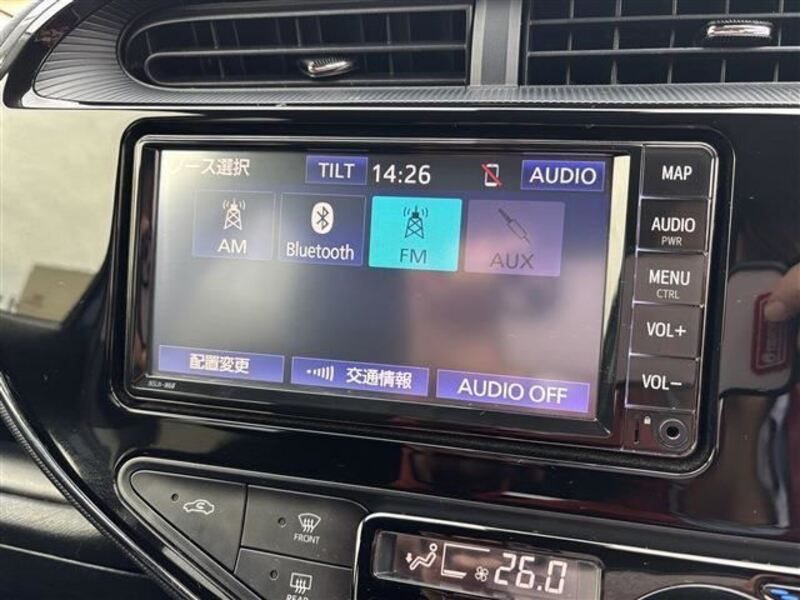 ース選択 TILT 14:26 AUDIO
AM Bluetooth FM AUX
配置変更 交通情報 AUDIO OFF
MAP
AUDIO
PWR
MENU
CTRL
VOL+
VOL-
FRONT
REAR
26.0